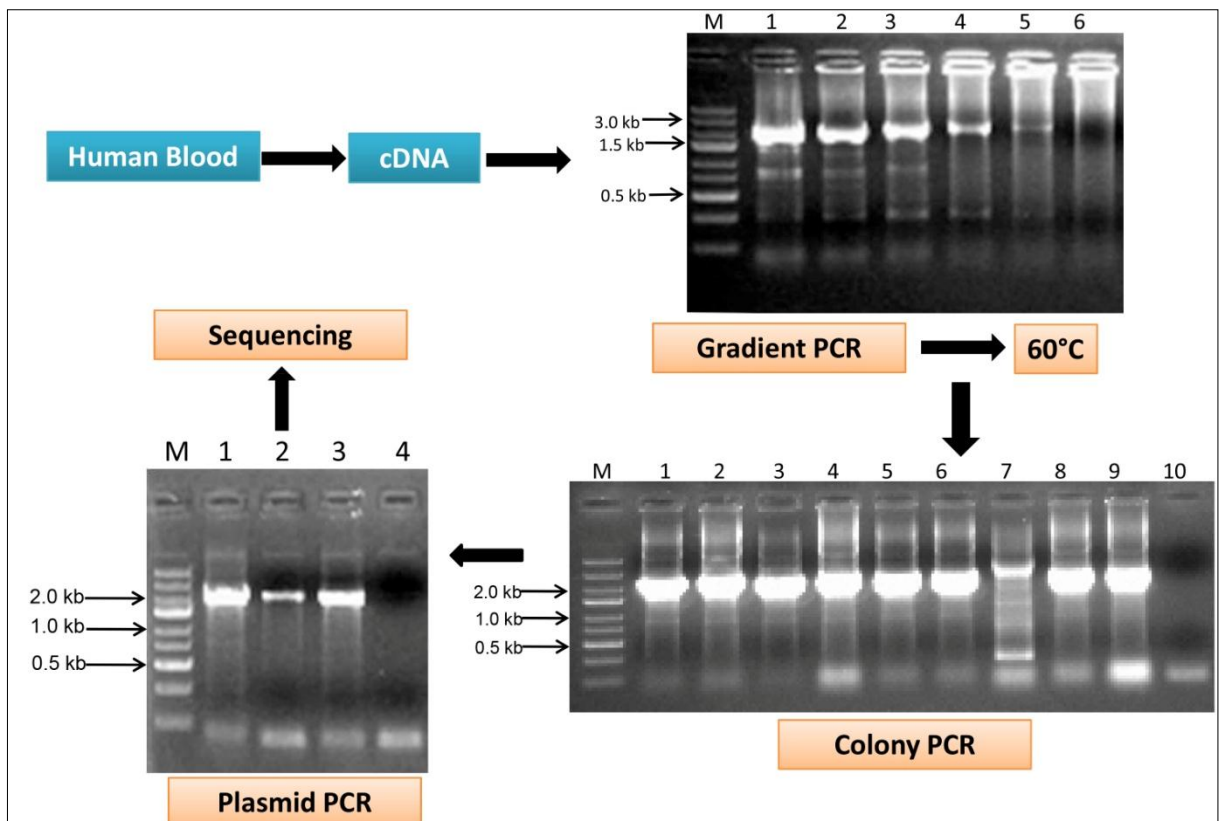 M 1 2 3 4 5 6
3.0 kb
1.5 kb
0.5 kb
Human Blood
cDNA
Gradient PCR
60°C
Sequencing
M 1 2 3 4
2.0 kb
1.0 kb
0.5 kb
Plasmid PCR
M 1 2 3 4 5 6 7 8 9 10
2.0 kb
1.0 kb
0.5 kb
Colony PCR